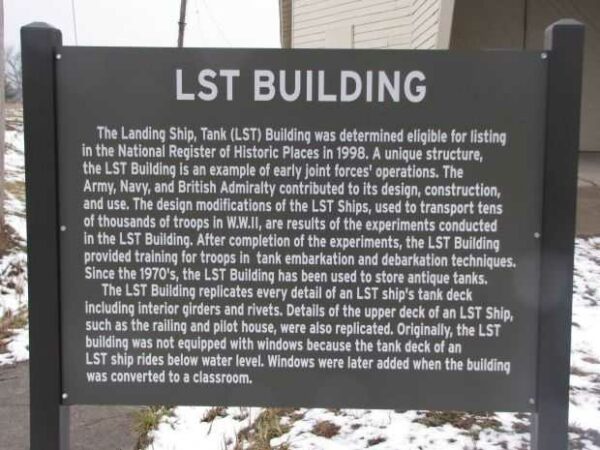 LST BUILDING
The Landing Ship, Tank (LST) Building was determined eligible for listing
in the National Register of Historic Places in 1998. A unique structure,
the LST Building is an example of early joint forces' operations. The
Army, Navy, and British Admiralty contributed to its design, construction,
and use. The design modifications of the LST Ships, used to transport tens
of thousands of troops in W.W.II, are results of the experiments conducted
in the LST Building. After completion of the experiments, the LST Building
provided training for troops in tank embarkation and debarkation techniques.
Since the 1970's, the LST Building has been used to store antique tanks.
The LST Building replicates every detail of an LST ship's tank deck
including interior girders and rivets. Details of the upper deck of an LST Ship,
such as the railing and pilot house, were also replicated. Originally, the LST
building was not equipped with windows because the tank deck of an
LST ship rides below water level. Windows were later added when the building
was converted to a classroom.